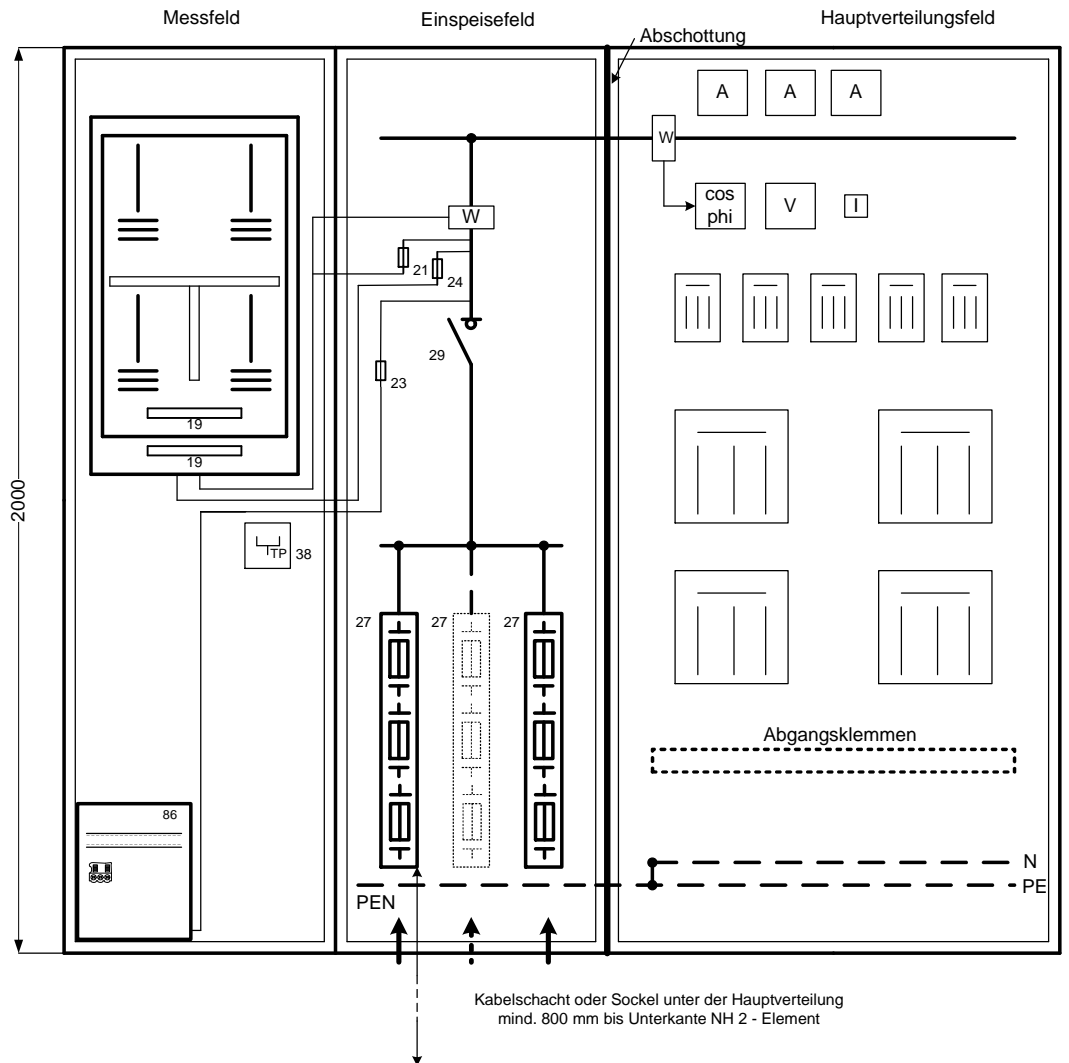 Messfeld
Einspeisefeld
Hauptverteilungsfeld
Abschottung
A
A
A
W
cos
phi
V
I
W
21
24
29
23
19
19
2000
TP
38
27
27
27
Abgangsklemmen
86
N
PE
PEN
Kabelschacht oder Sockel unter der Hauptverteilung
mind. 800 mm bis Unterkante NH 2 - Element